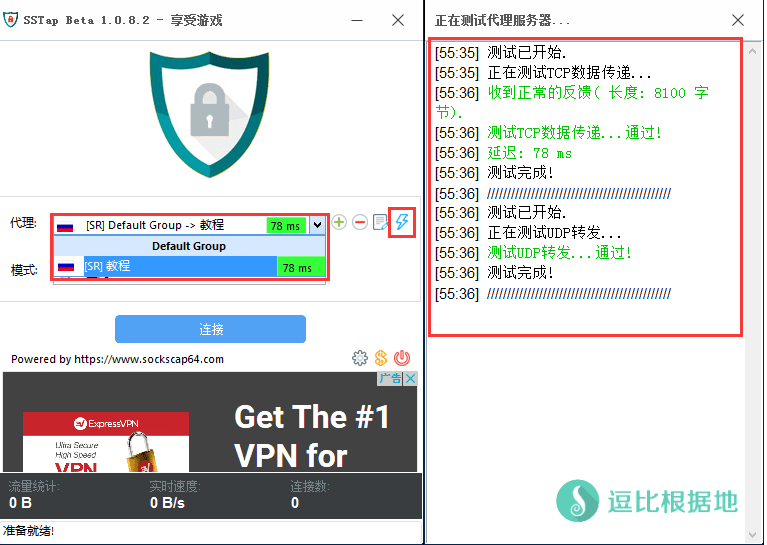 SSTap Beta 1.0.8.2 - 享受游戏
代理:
[SR] Default Group -> 教程
78 ms
Default Group
[SR] 教程
78 ms
模式:
连接
Powered by https://www.sockscap64.com
广告
ExpressVPN
Ultra Secure
High Speed
VPN
Get The #1
VPN for
流量统计:
实时速度:
连接数:
0 B
0 B/s
0
准备就绪!
正在测试代理服务器...
[55:35] 测试已开始.
[55:35] 正在测试TCP数据传递...
[55:36] 收到正常的反馈( 长度: 8100 字
节).
[55:36] 测试TCP数据传递...通过!
[55:36] 延迟: 78 ms
[55:36] 测试完成!
[55:36] //////////////////////////////////////////////
[55:36] 测试已开始.
[55:36] 正在测试UDP转发...
[55:36] 测试UDP转发...通过!
[55:36] 测试完成!
[55:36] //////////////////////////////////////////////
逗比根据地